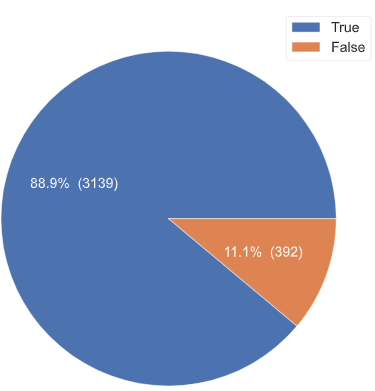 True
False
88.9% (3139)
11.1% (392)